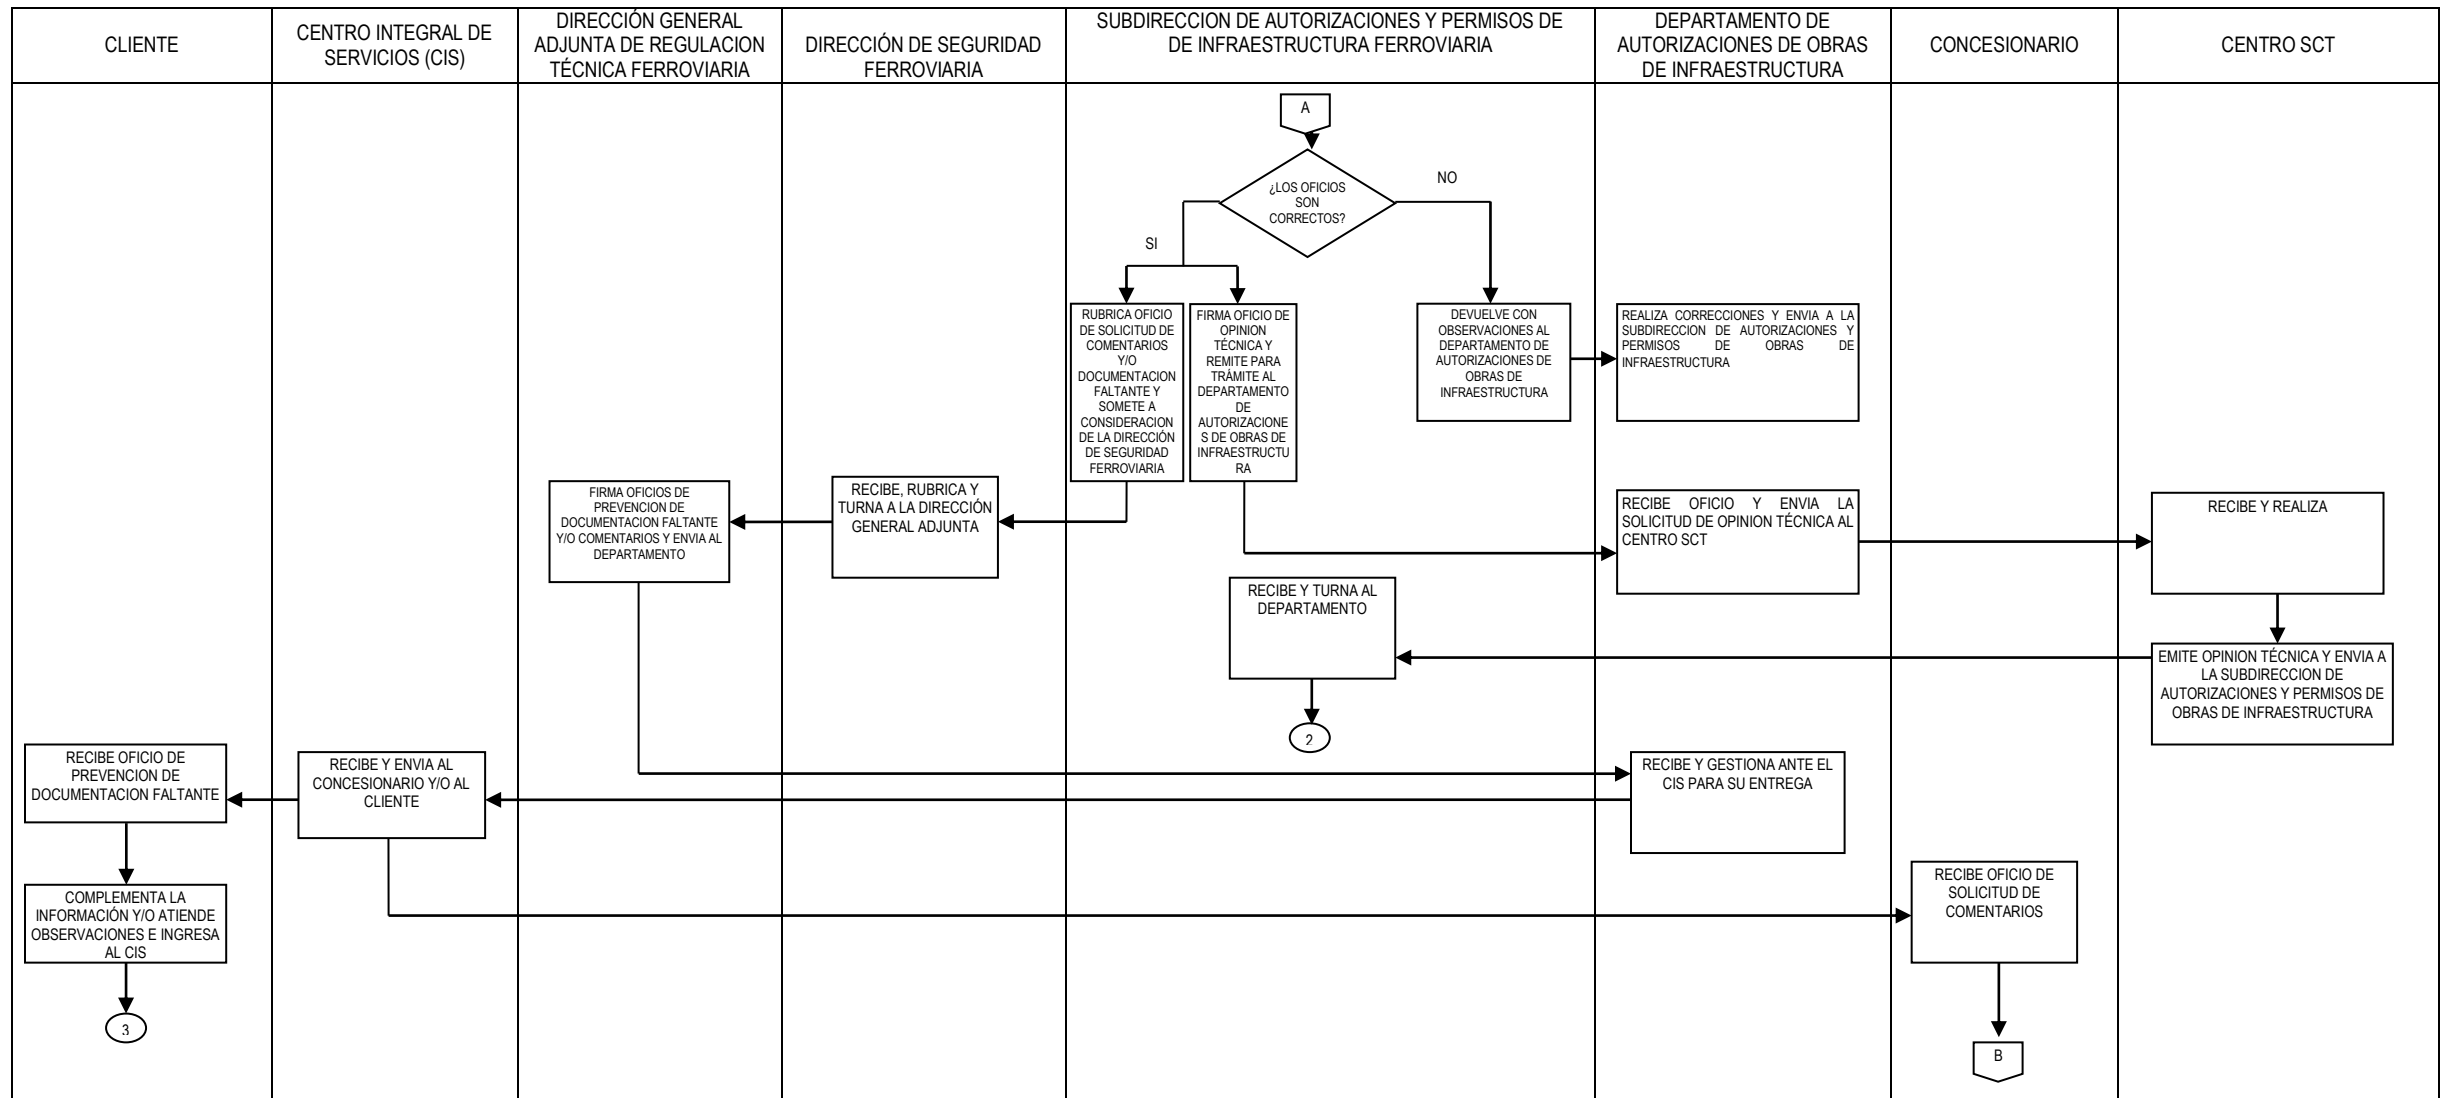 CLIENTE
CENTRO INTEGRAL DE
SERVICIOS (CIS)
DIRECCIÓN GENERAL
ADJUNTA DE REGULACION
TÉCNICA FERROVIARIA
DIRECCIÓN DE SEGURIDAD
FERROVIARIA
SUBDIRECCION DE AUTORIZACIONES Y PERMISOS DE
DE INFRAESTRUCTURA FERROVIARIA
DEPARTAMENTO DE
AUTORIZACIONES DE OBRAS
DE INFRAESTRUCTURA
CONCESIONARIO
CENTRO SCT
A
¿LOS OFICIOS
SON
CORRECTOS?
NO
SI
RUBRICA OFICIO
DE SOLICITUD DE
COMENTARIOS
Y/O
DOCUMENTACION
FALTANTE Y
SOMETE A
CONSIDERACION
DE LA DIRECCIÓN
DE SEGURIDAD
FERROVIARIA
FIRMA OFICIO DE
OPINION
TÉCNICA Y
REMITE PARA
TRÁMITE AL
DEPARTAMENTO
DE
AUTORIZACIONE
S DE OBRAS DE
INFRAESTRUCTU
RA
DEVUELVE CON
OBSERVACIONES AL
DEPARTAMENTO DE
AUTORIZACIONES DE
OBRAS DE
INFRAESTRUCTURA
REALIZA CORRECCIONES Y ENVIA A LA
SUBDIRECCION DE AUTORIZACIONES Y
PERMISOS DE OBRAS DE
INFRAESTRUCTURA
FIRMA OFICIOS DE
PREVENCION DE
DOCUMENTACION FALTANTE
Y/O COMENTARIOS Y ENVIA AL
DEPARTAMENTO
RECIBE, RUBRICA Y
TURNA A LA DIRECCIÓN
GENERAL ADJUNTA
RECIBE OFICIO Y ENVIA LA
SOLICITUD DE OPINION TÉCNICA AL
CENTRO SCT
RECIBE Y REALIZA
RECIBE Y TURNA AL
DEPARTAMENTO
EMITE OPINION TÉCNICA Y ENVIA A
LA SUBDIRECCION DE
AUTORIZACIONES Y PERMISOS DE
OBRAS DE INFRAESTRUCTURA
2
RECIBE OFICIO DE
PREVENCION DE
DOCUMENTACION FALTANTE
RECIBE Y ENVIA AL
CONCESIONARIO Y/O AL
CLIENTE
RECIBE Y GESTIONA ANTE EL
CIS PARA SU ENTREGA
COMPLEMENTA LA
INFORMACIÓN Y/O ATIENDE
OBSERVACIONES E INGRESA
AL CIS
RECIBE OFICIO DE
SOLICITUD DE
COMENTARIOS
3
B